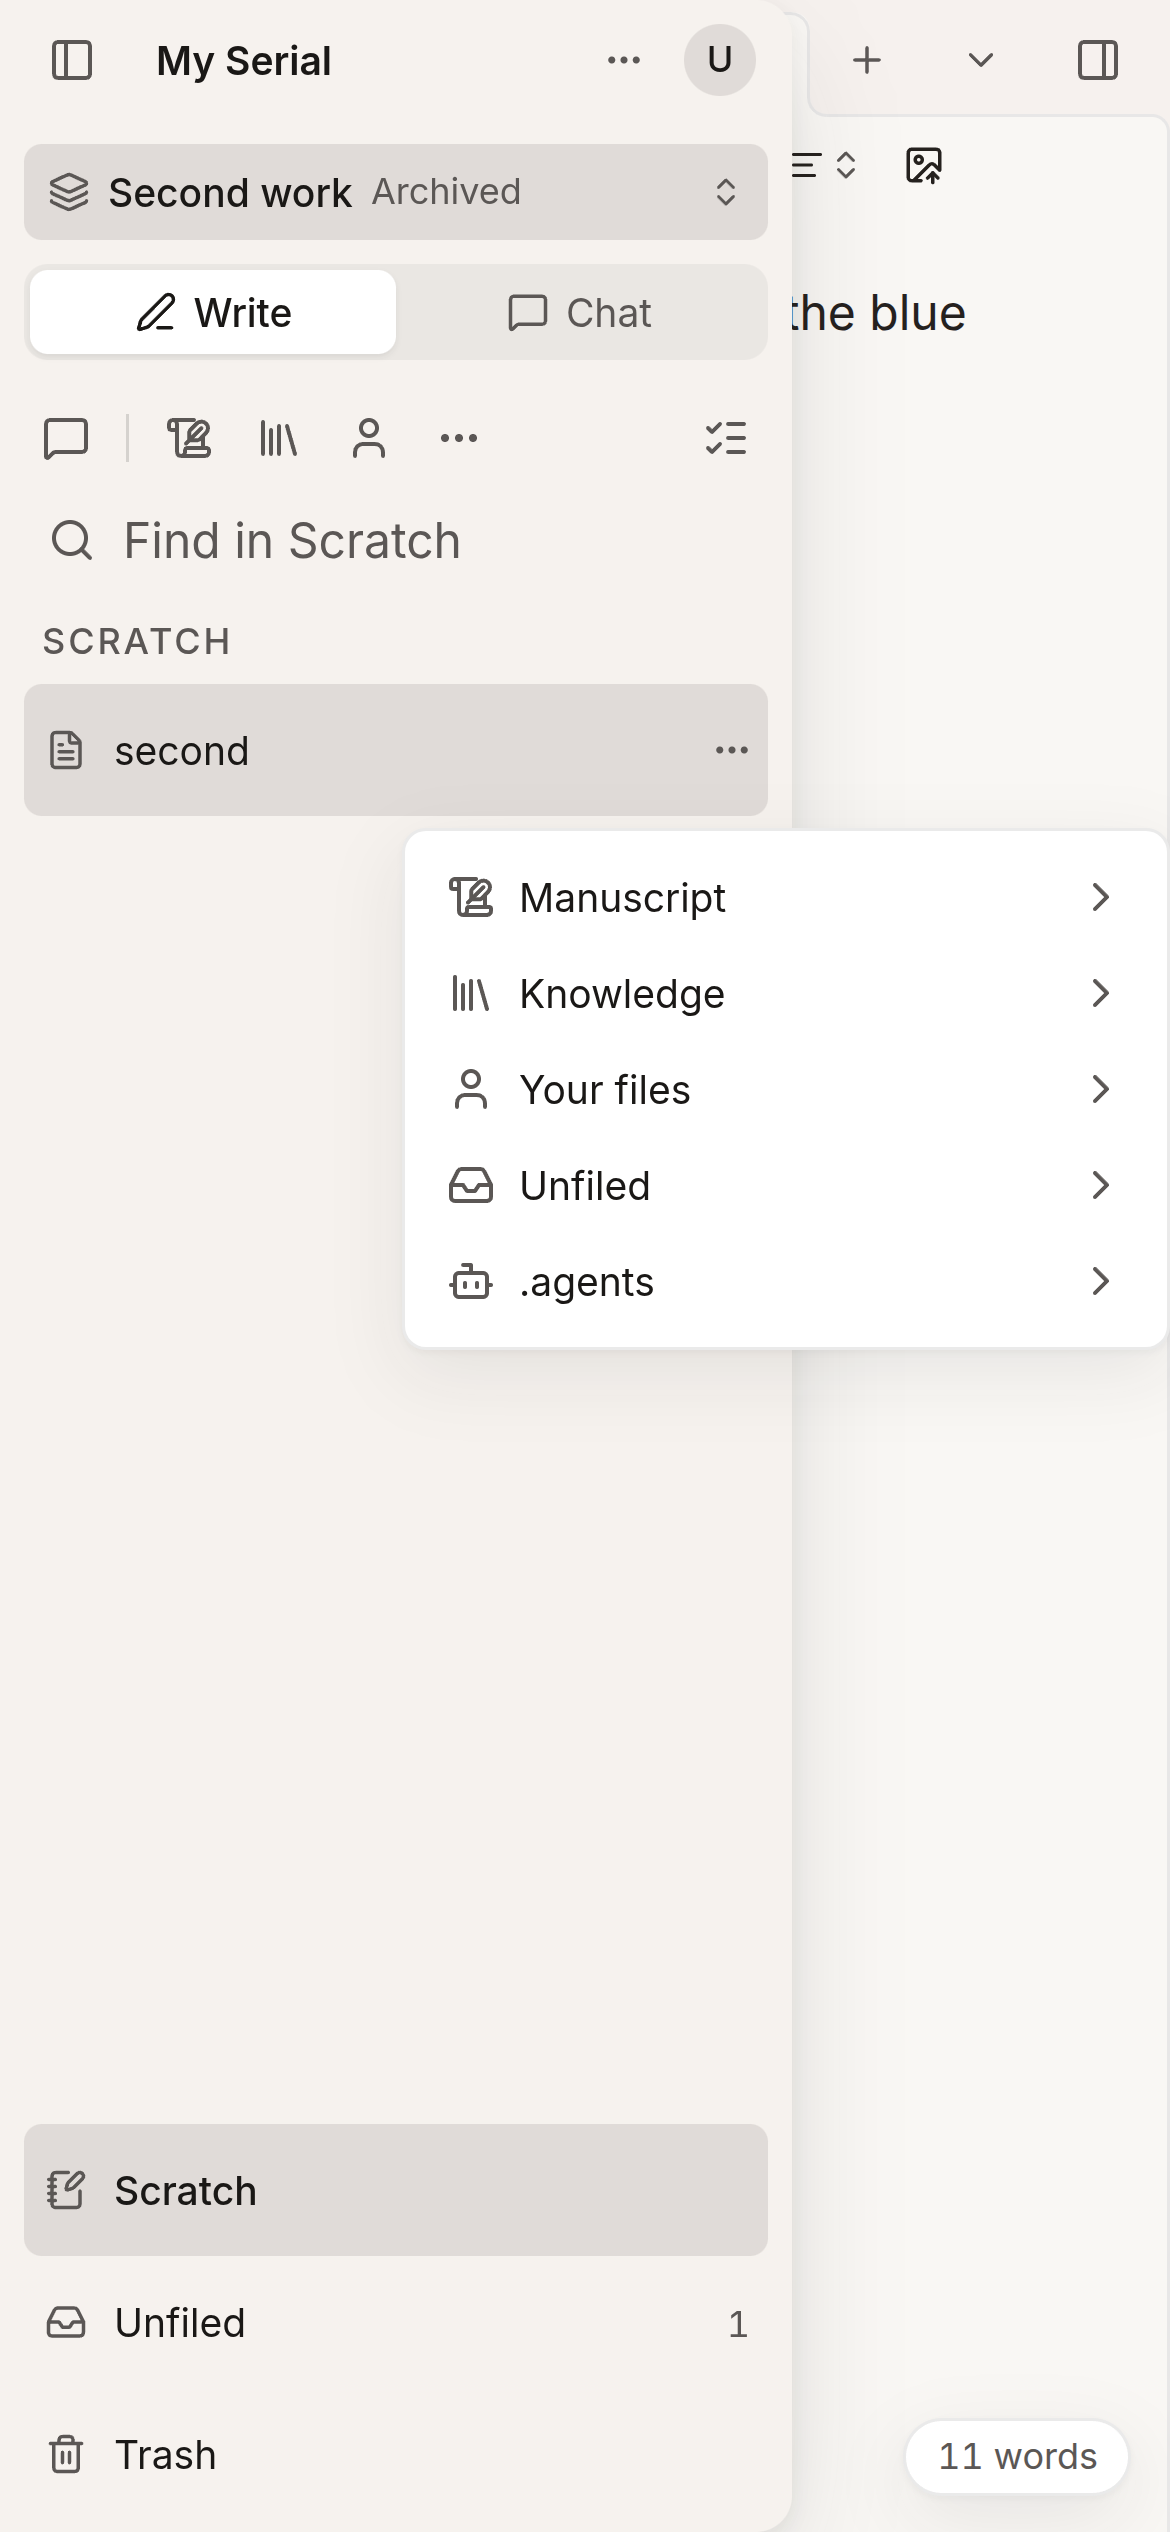 My Serial
U
Second work Archived
Write
Chat
the blue
Find in Scratch
SCRATCH
second
Manuscript
Knowledge
Your files
Unfiled
.agents
Scratch
Unfiled 1
Trash
11 words